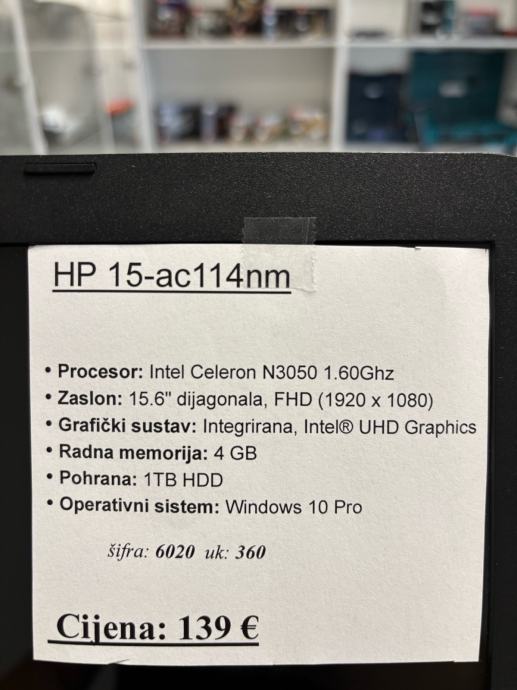 HP 15-ac114nm
• Procesor: Intel Celeron N3050 1.60Ghz
• Zaslon: 15.6" dijagonala, FHD (1920 x 1080)
• Grafički sustav: Integrirana, Intel® UHD Graphics
• Radna memorija: 4 GB
• Pohrana: 1TB HDD
• Operativni sistem: Windows 10 Pro
šifra: 6020 uk: 360
Cijena: 139 €